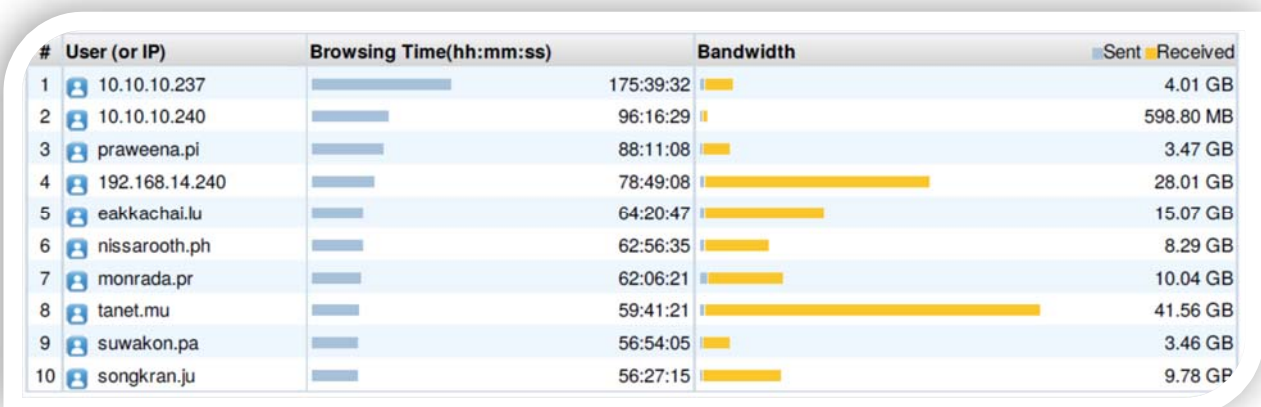 # User (or IP) Browsing Time(hh:mm:ss) Bandwidth Sent Received
1 10.10.10.237 175:39:32 4.01 GB
2 10.10.10.240 96:16:29 598.80 MB
3 praweena.pi 88:11:08 3.47 GB
4 192.168.14.240 78:49:08 28.01 GB
5 eakkachai.lu 64:20:47 15.07 GB
6 nissarooth.ph 62:56:35 8.29 GB
7 monrada.pr 62:06:21 10.04 GB
8 tanet.mu 59:41:21 41.56 GB
9 suwakon.pa 56:54:05 3.46 GB
10 songkran.ju 56:27:15 9.78 GB